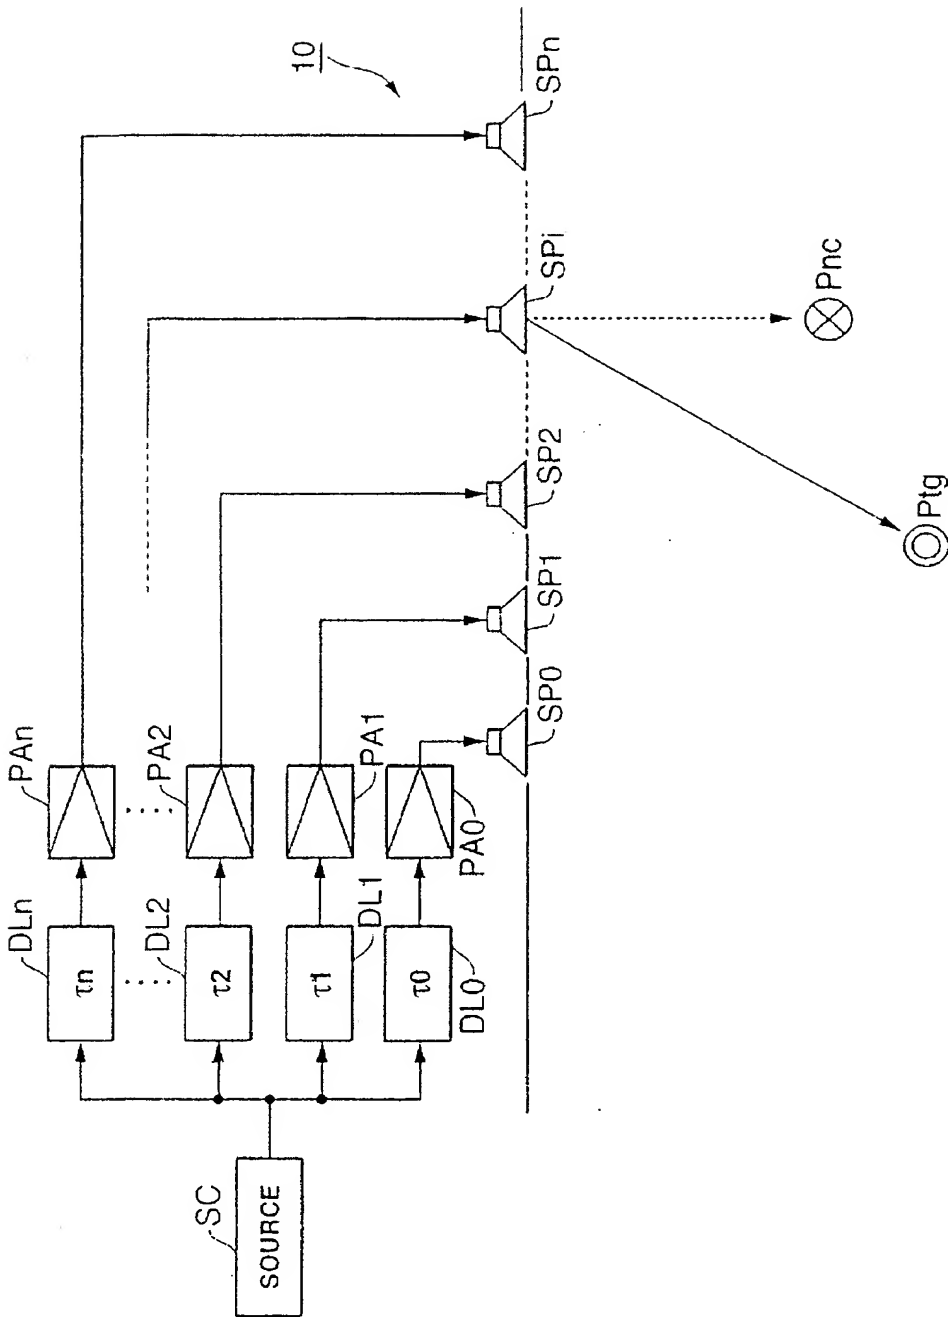 10
SC
SOURCE
DLn
τn
PAn
DL2
τ2
PA2
τ1
DL1
PA1
τ0
DL0
PA0
SP0
SP1
SP2
SPi
SPn
Ptg
Pnc